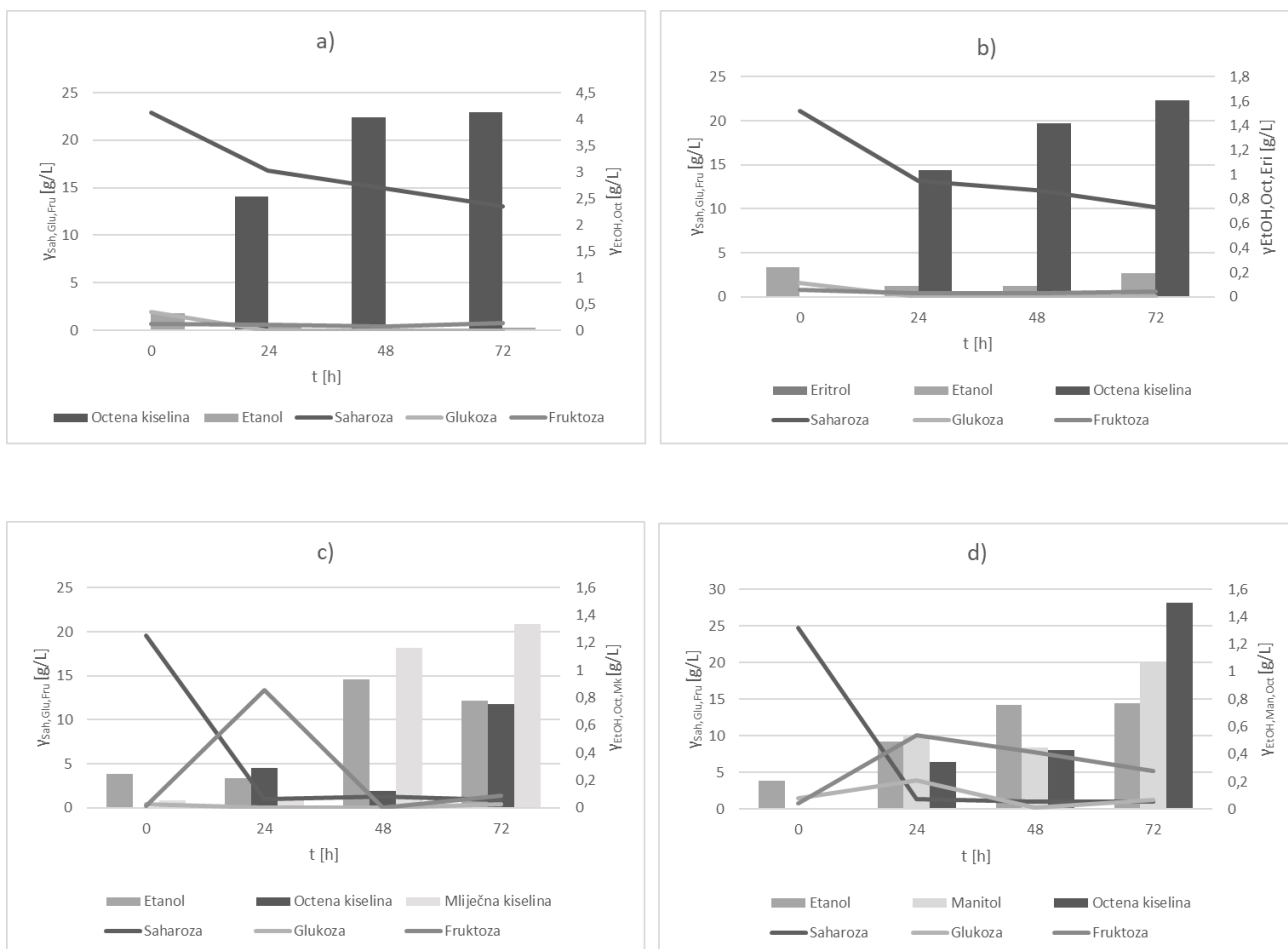 a)
25
20
15
10
5
0
γSah,Glu,Fru [g/L]
4,5
4
3,5
3
2,5
2
1,5
1
0,5
0
γEtOH,Oct [g/L]
0 24 48 72
t [h]
Octena kiselina Etanol Saharoza Glukoza Fruktoza
b)
25
20
15
10
5
0
γSah,Glu,Fru [g/L]
1,8
1,6
1,4
1,2
1
0,8
0,6
0,4
0,2
0
γEtOH,Oct,Eri [g/L]
0 24 48 72
t [h]
Eritrol Etanol Octena kiselina
Saharoza Glukoza Fruktoza
c)
25
20
15
10
5
0
γSah,Glu,Fru [g/L]
1,6
1,4
1,2
1
0,8
0,6
0,4
0,2
0
γEtOH,Oct,Mk [g/L]
0 24 48 72
t [h]
Etanol Octena kiselina Mliječna kiselina
Saharoza Glukoza Fruktoza
d)
30
25
20
15
10
5
0
γSah,Glu,Fru [g/L]
1,6
1,4
1,2
1
0,8
0,6
0,4
0,2
0
γEtOH,Man,Oct [g/L]
0 24 48 72
t [h]
Etanol Manitol Octena kiselina
Saharoza Glukoza Fruktoza